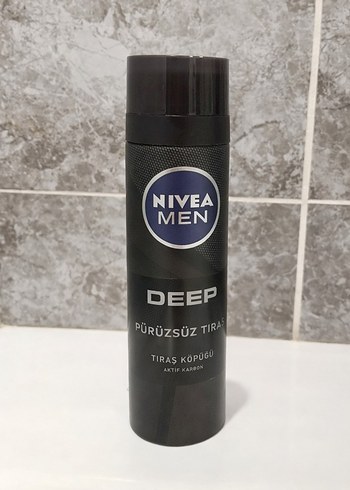 NIVEA
MEN
DEEP
PÜRÜZSÜZ TIRAŞ
TIRAŞ KÖPÜĞÜ
AKTİF KARBON